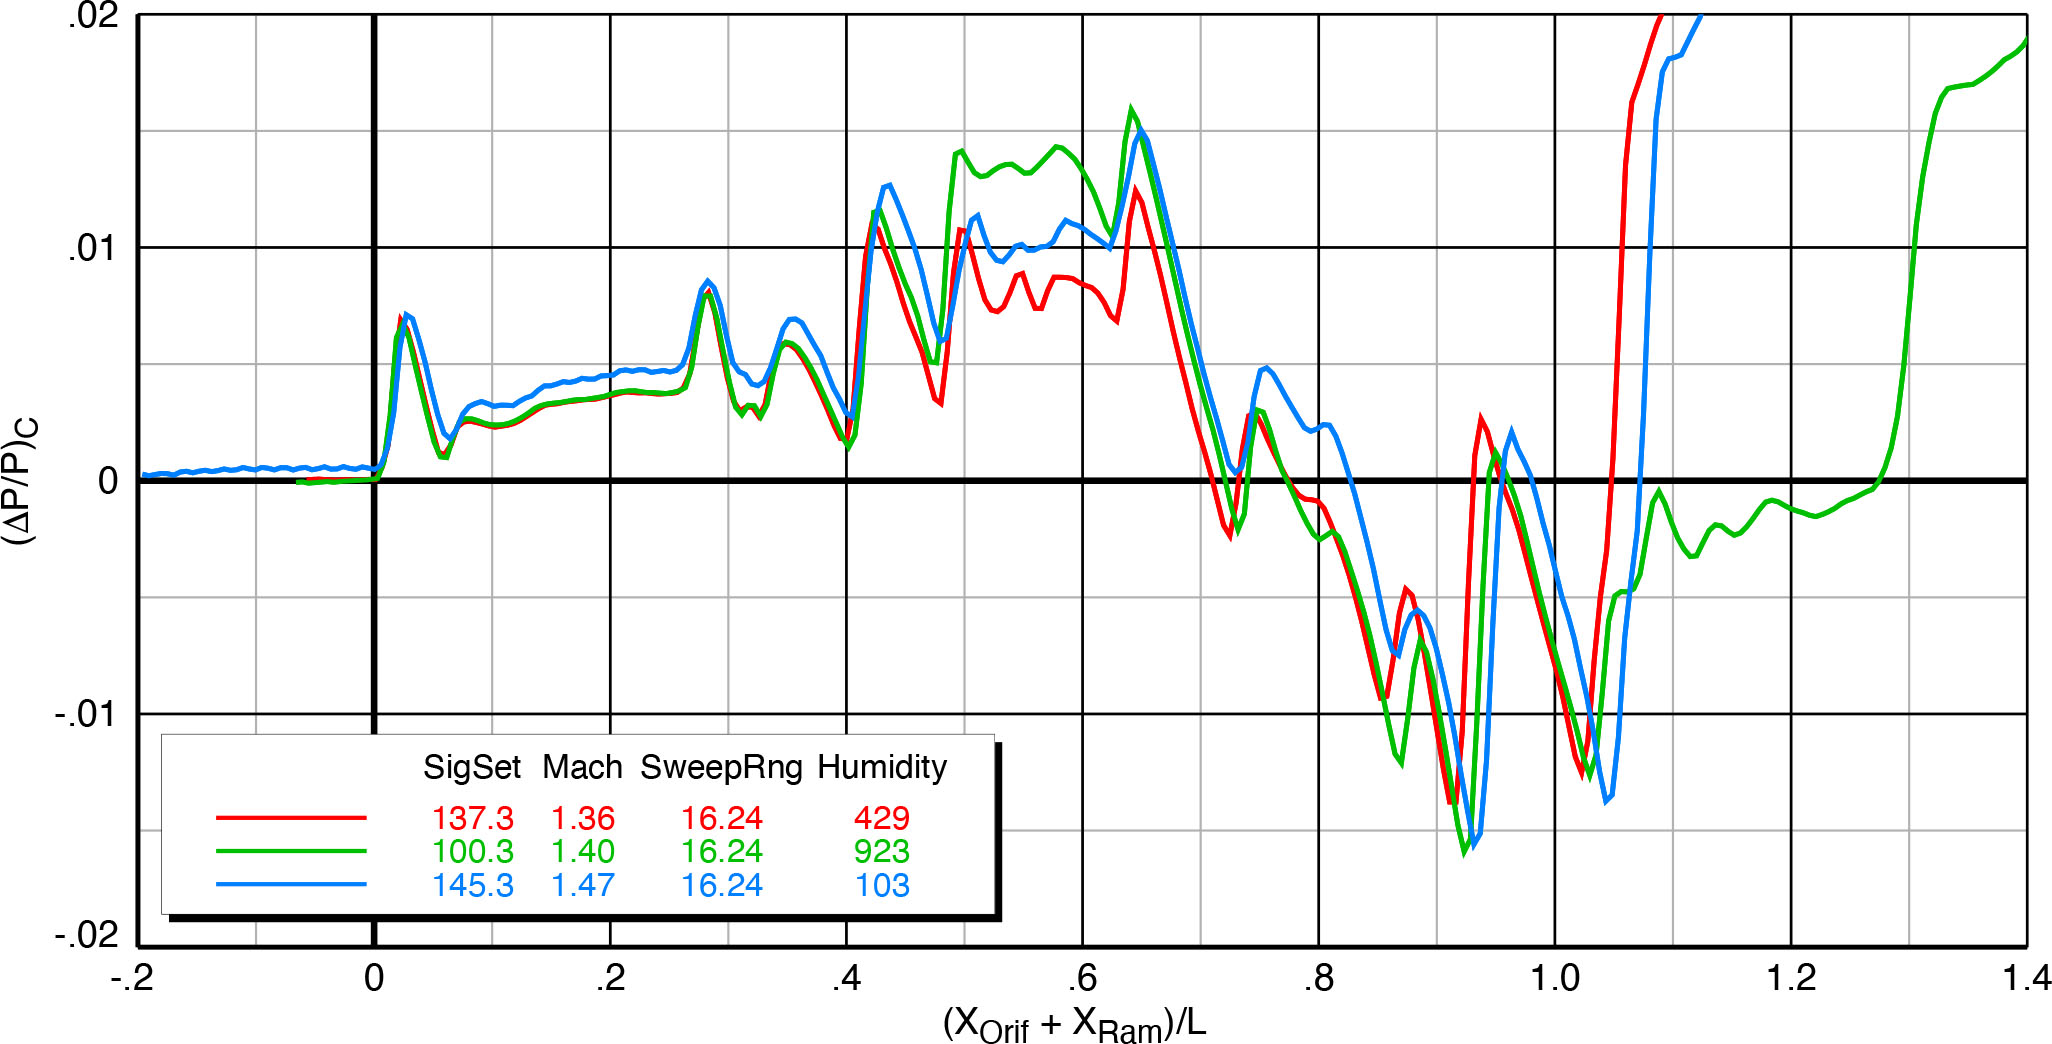 .02
.01
0
-.01
-.02
(ΔP/P)C
SigSet Mach SweepRng Humidity
137.3 1.36 16.24 429
100.3 1.40 16.24 923
145.3 1.47 16.24 103
-.2 0 .2 .4 .6 .8 1.0 1.2 1.4
(XOrif + XRam)/L